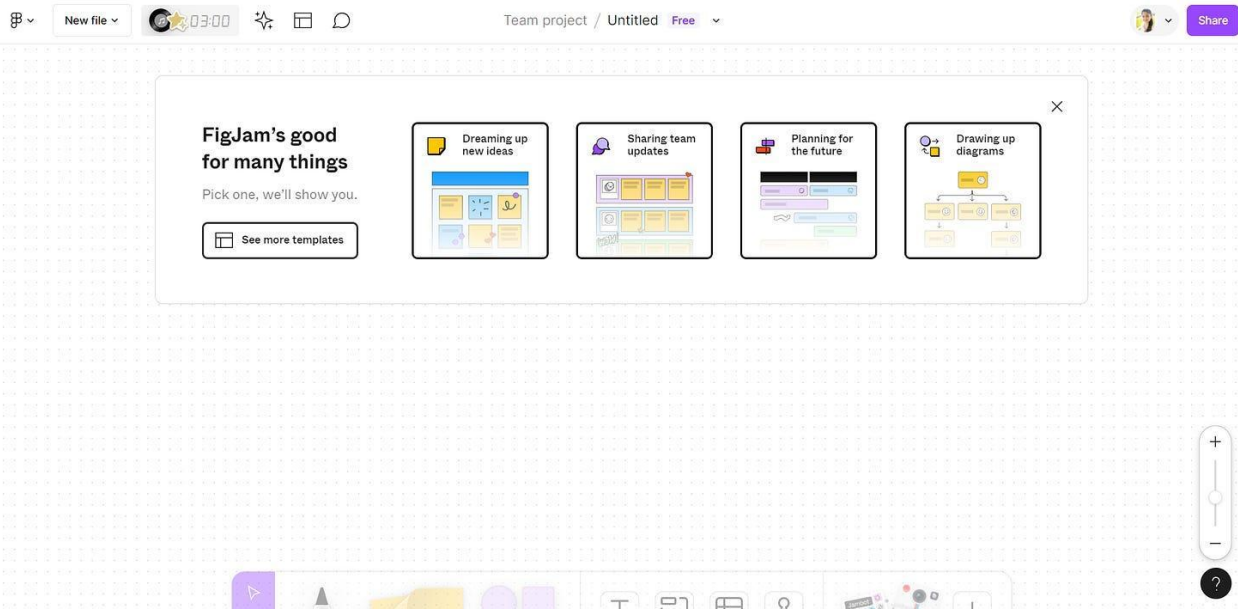 New file
03:00
Team project / Untitled Free
Share
FigJam's good
for many things
Pick one, we'll show you.
See more templates
Dreaming up
new ideas
Sharing team
updates
Planning for
the future
Drawing up
diagrams
?